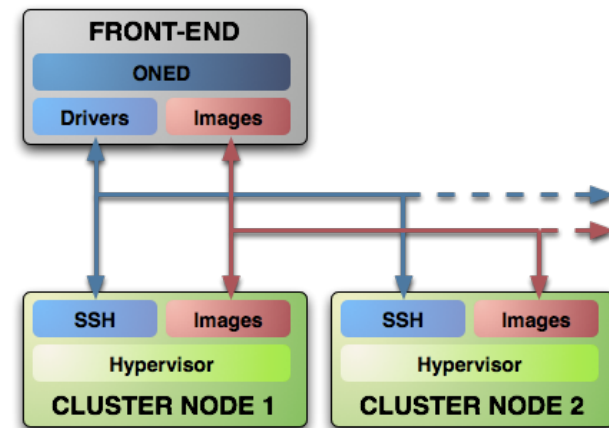 FRONT-END
ONED
Drivers Images
SSH Images
Hypervisor
CLUSTER NODE 1
SSH Images
Hypervisor
CLUSTER NODE 2